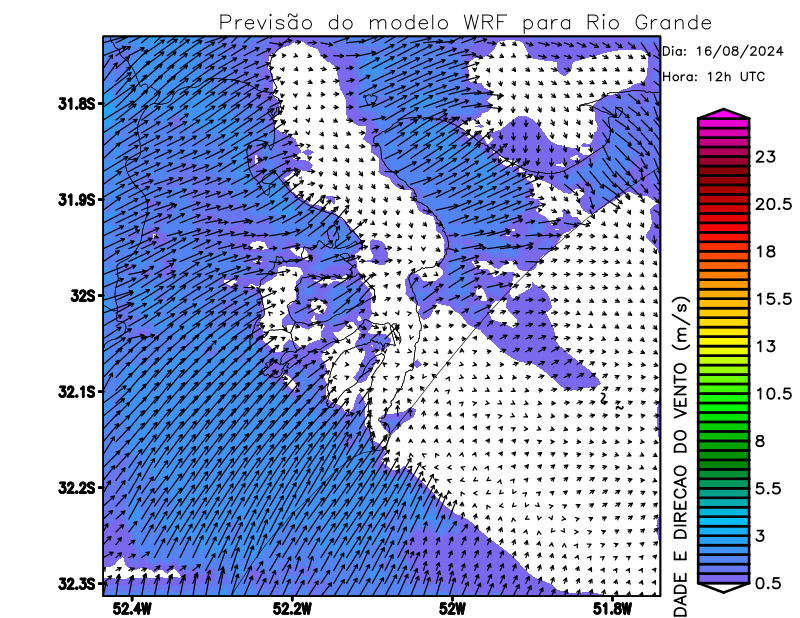 Previsão do modelo WRF para Rio Grande
Dia: 16/08/2024
Hora: 12h UTC
31.8S
31.9S
32S
32.1S
32.2S
32.3S
52.4W
52.2W
52W
51.8W
23
20.5
18
15.5
13
10.5
8
5.5
3
0.5
DADE E DIRECAO DO VENTO (m/s)